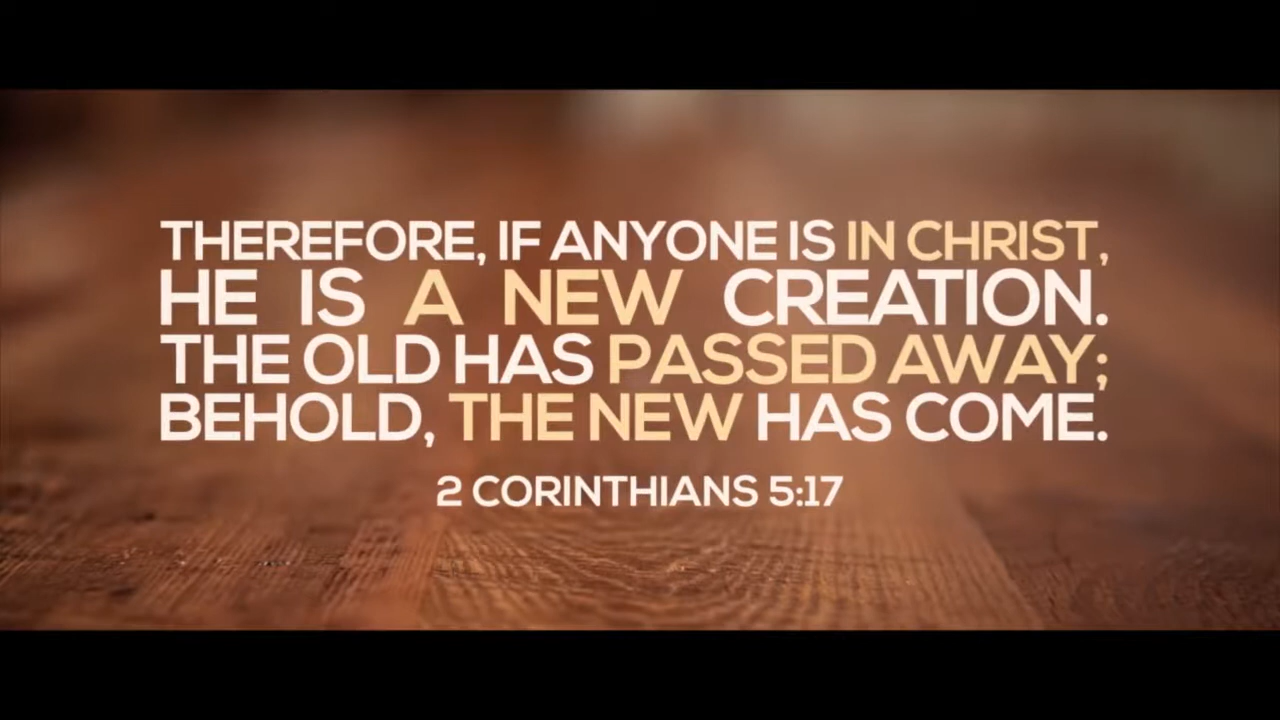 THEREFORE, IF ANYONE IS IN CHRIST,
HE IS A NEW CREATION.
THE OLD HAS PASSED AWAY;
BEHOLD, THE NEW HAS COME.
2 CORINTHIANS 5:17